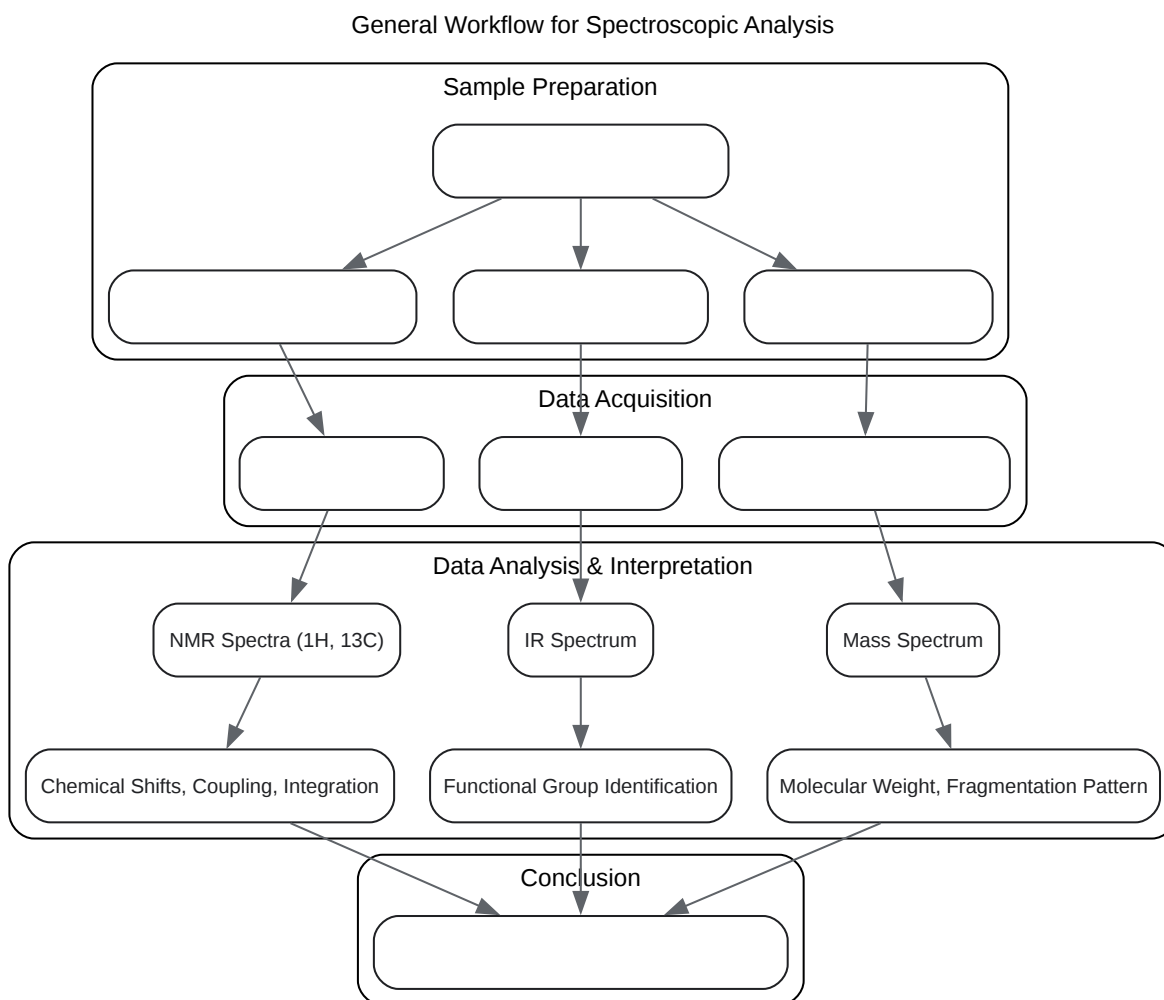 General Workflow for Spectroscopic Analysis
Sample Preparation
Data Acquisition
Data Analysis & Interpretation
NMR Spectra (1H, 13C)
IR Spectrum
Mass Spectrum
Chemical Shifts, Coupling, Integration
Functional Group Identification
Molecular Weight, Fragmentation Pattern
Conclusion